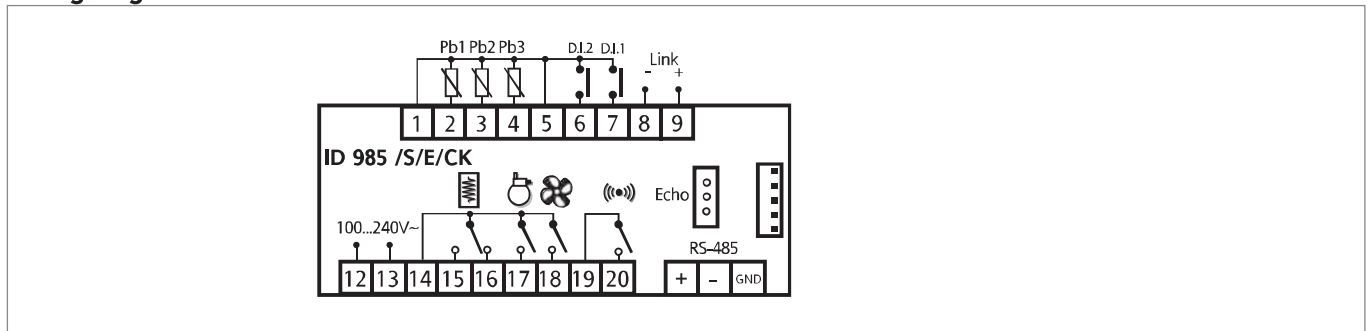 Pb1 Pb2 Pb3 D.I.2 D.I.1 Link
- +
1 2 3 4 5 6 7 8 9
ID 985 /S/E/CK
Echo
100...240V~
RS-485
12 13 14 15 16 17 18 19 20 + - GND